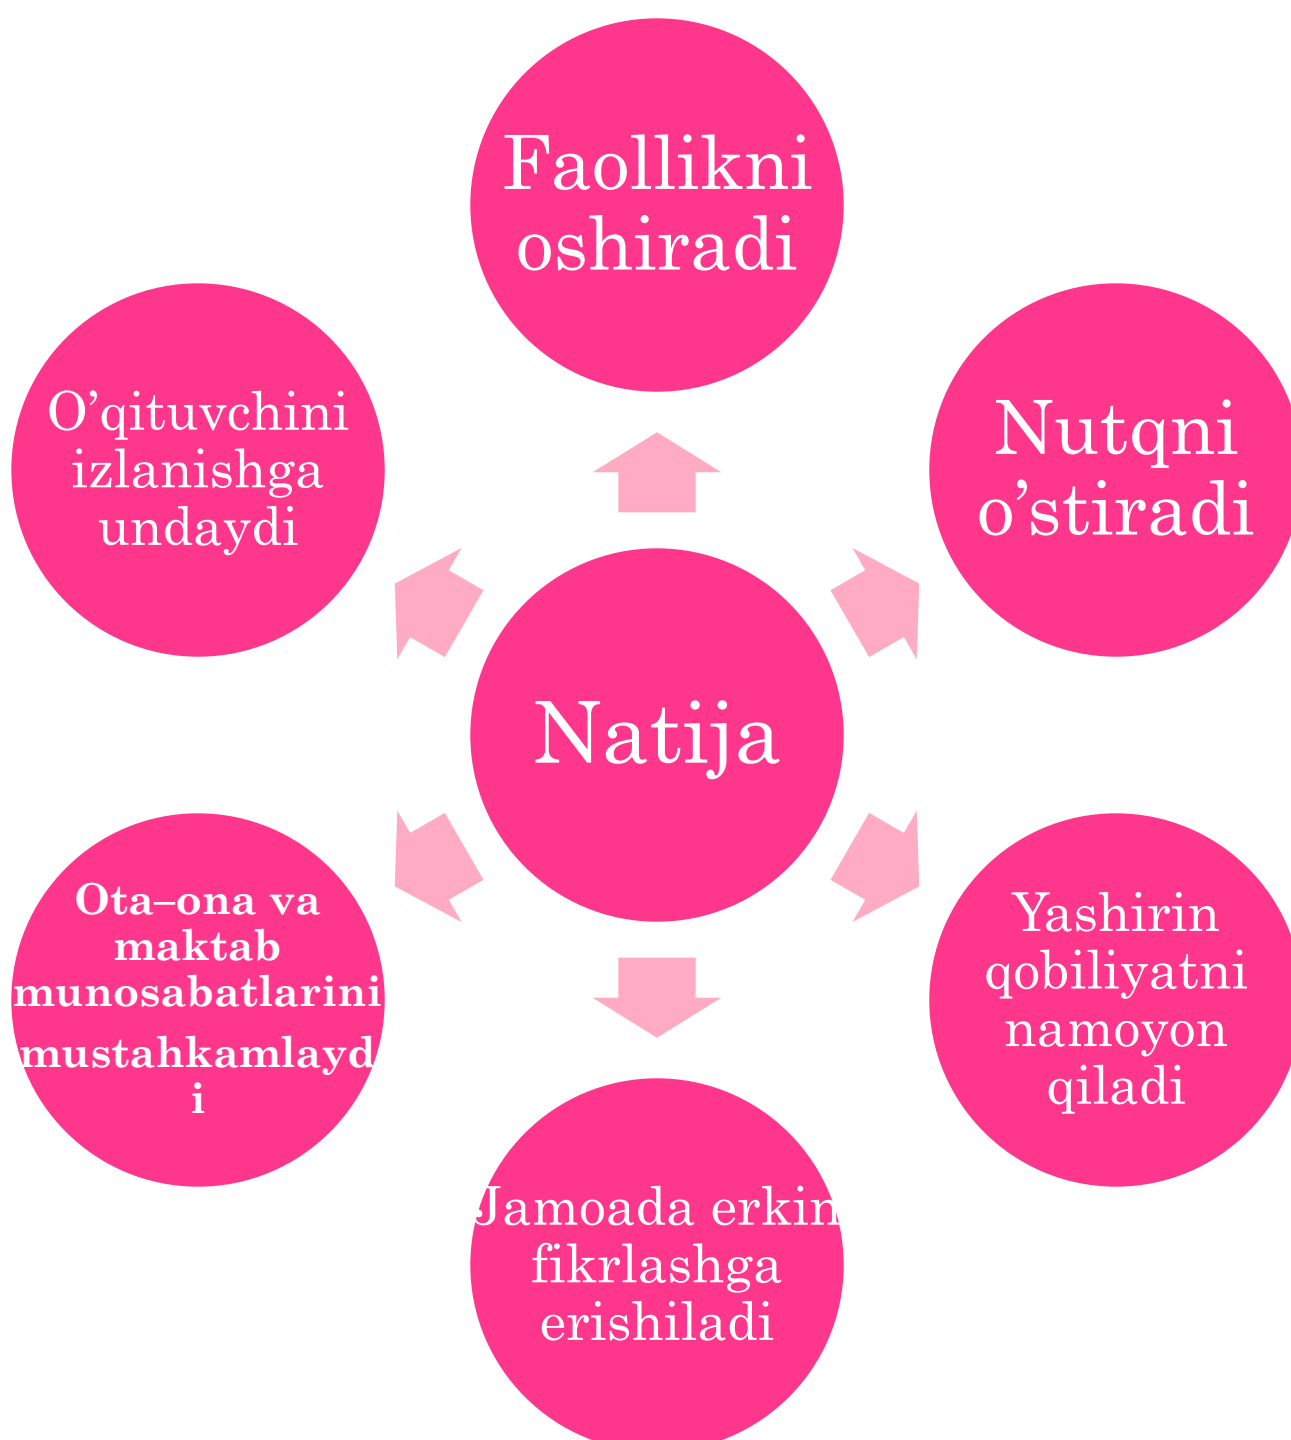 Faollikni
oshiradi
O’qituvchini
izlanishga
undaydi
Nutqni
o’stiradi
Natija
Ota–ona va
maktab
munosabatlarini
mustahkamlayd
i
Yashirin
qobiliyatni
namoyon
qiladi
Jamoada erkin
fikrlashga
erishiladi